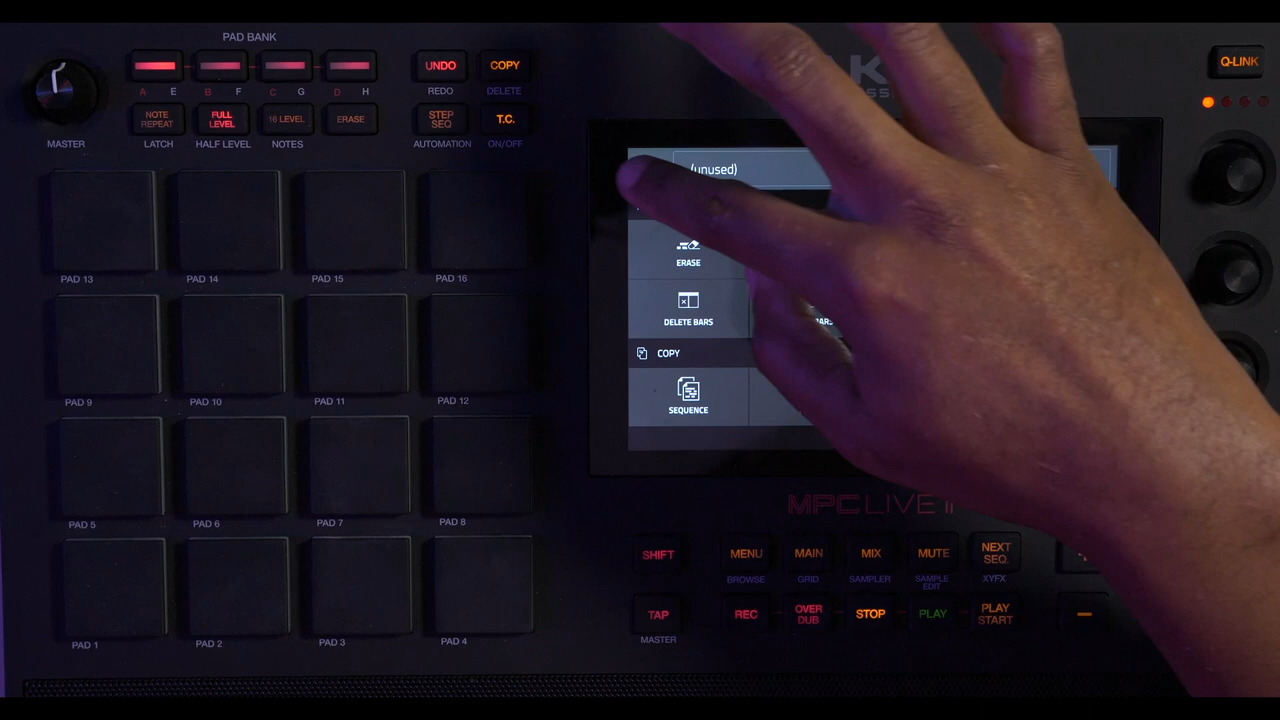 PAD BANK
A E B F C G D H
MASTER
NOTE REPEAT
LATCH
FULL LEVEL
HALF LEVEL
16 LEVEL
NOTES
ERASE
UNDO
REDO
COPY
DELETE
STEP SEQ
AUTOMATION
T.C.
ON/OFF
Q-LINK
AK
SS.
(unused)
ERASE
DELETE BARS
BARS
COPY
SEQUENCE
PAD 13
PAD 14
PAD 15
PAD 16
PAD 9
PAD 10
PAD 11
PAD 12
PAD 5
PAD 6
PAD 7
PAD 8
PAD 1
PAD 2
PAD 3
PAD 4
MPC LIVE II
SHIFT
MENU
BROWSE
MAIN
GRID
MIX
SAMPLER
MUTE
SAMPLE EDIT
NEXT SEQ.
XYFX
TAP
MASTER
REC
OVER DUB
STOP
PLAY
PLAY START